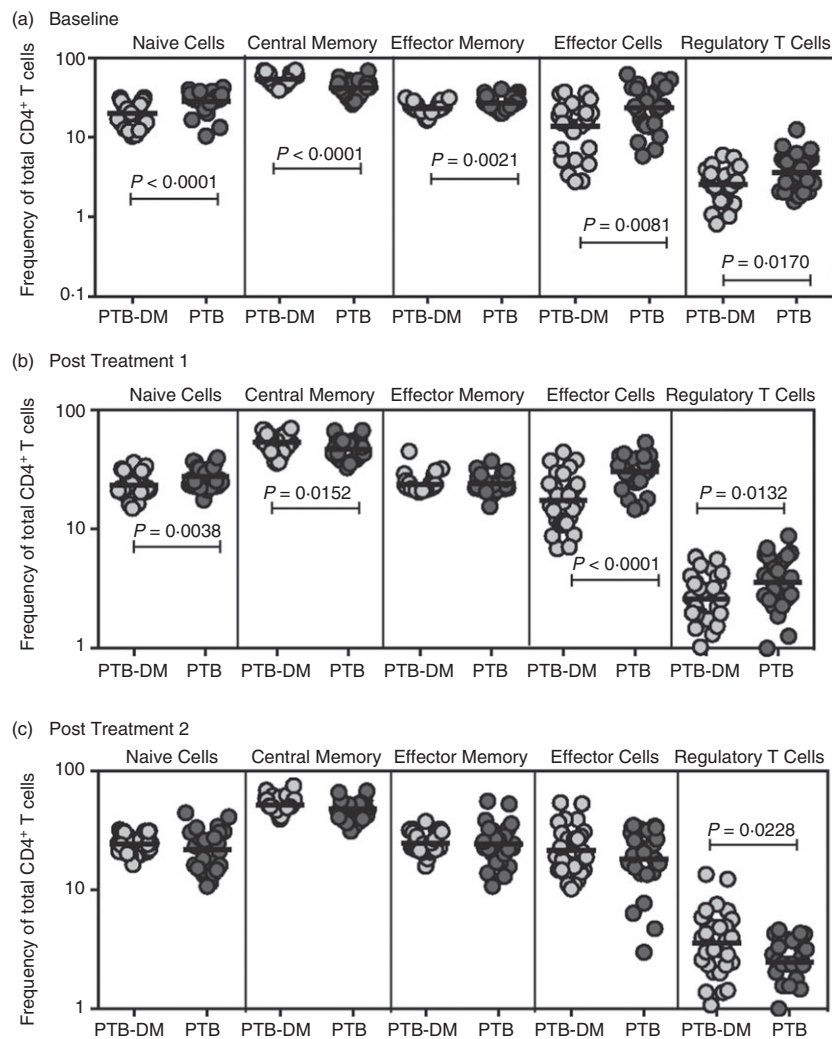 (a) Baseline
Naive Cells Central Memory Effector Memory Effector Cells Regulatory T Cells
Frequency of total CD4⁺ T cells
100
10
1
0·1
P < 0·0001
P < 0·0001
P = 0·0021
P = 0·0081
P = 0·0170
PTB-DM PTB PTB-DM PTB PTB-DM PTB PTB-DM PTB PTB-DM PTB
(b) Post Treatment 1
Naive Cells Central Memory Effector Memory Effector Cells Regulatory T Cells
Frequency of total CD4⁺ T cells
100
10
1
P = 0·0038
P = 0·0152
P < 0·0001
P = 0·0132
PTB-DM PTB PTB-DM PTB PTB-DM PTB PTB-DM PTB PTB-DM PTB
(c) Post Treatment 2
Naive Cells Central Memory Effector Memory Effector Cells Regulatory T Cells
Frequency of total CD4⁺ T cells
100
10
1
P = 0·0228
PTB-DM PTB PTB-DM PTB PTB-DM PTB PTB-DM PTB PTB-DM PTB